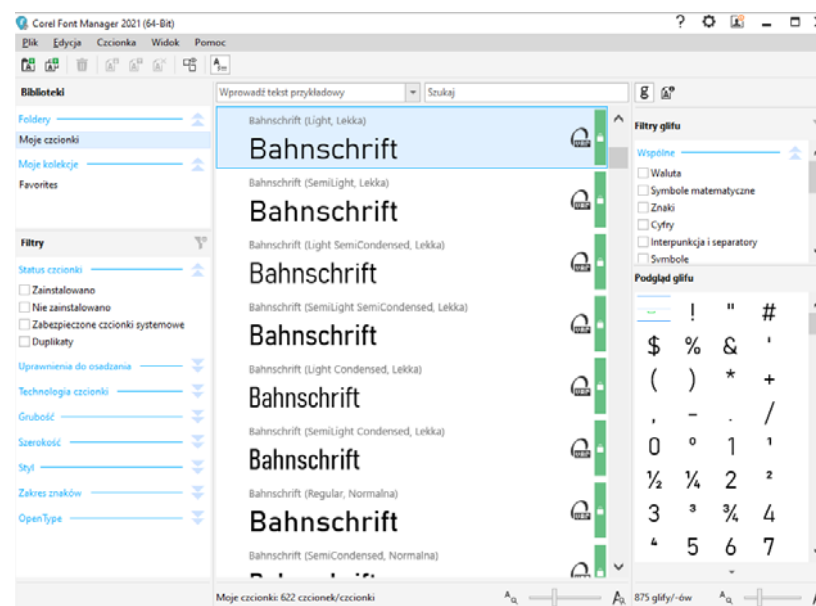 Corel Font Manager 2021 (64-Bit)
Plik Edycja Czcionka Widok Pomoc
Biblioteki
Foldery
Moje czcionki
Moje kolekcje
Favorites
Filtry
Status czcionki
Zainstalowano
Nie zainstalowano
Zabezpieczone czcionki systemowe
Duplikaty
Uprawnienia do osadzania
Technologia czcionki
Grubość
Szerokość
Styl
Zakres znaków
OpenType
Wprowadź tekst przykładowy
Szukaj
Bahnschrift (Light, Lekka)
Bahnschrift
Bahnschrift (SemiLight, Lekka)
Bahnschrift
Bahnschrift (Light SemiCondensed, Lekka)
Bahnschrift
Bahnschrift (SemiLight SemiCondensed, Lekka)
Bahnschrift
Bahnschrift (Light Condensed, Lekka)
Bahnschrift
Bahnschrift (SemiLight Condensed, Lekka)
Bahnschrift
Bahnschrift (Regular, Normalna)
Bahnschrift
Bahnschrift (SemiCondensed, Normalna)
Moje czcionki: 622 czcionek/czcionki
Filtry glifu
Wspólne
Waluta
Symbole matematyczne
Znaki
Cyfry
Interpunkcja i separatory
Symbole
Podgląd glifu
! " #
$ % & '
( ) * +
, - . /
0 º 1 ¹
½ ¼ 2 ²
3 ³ ¾ 4
⁴ 5 6 7
875 glify/-ów